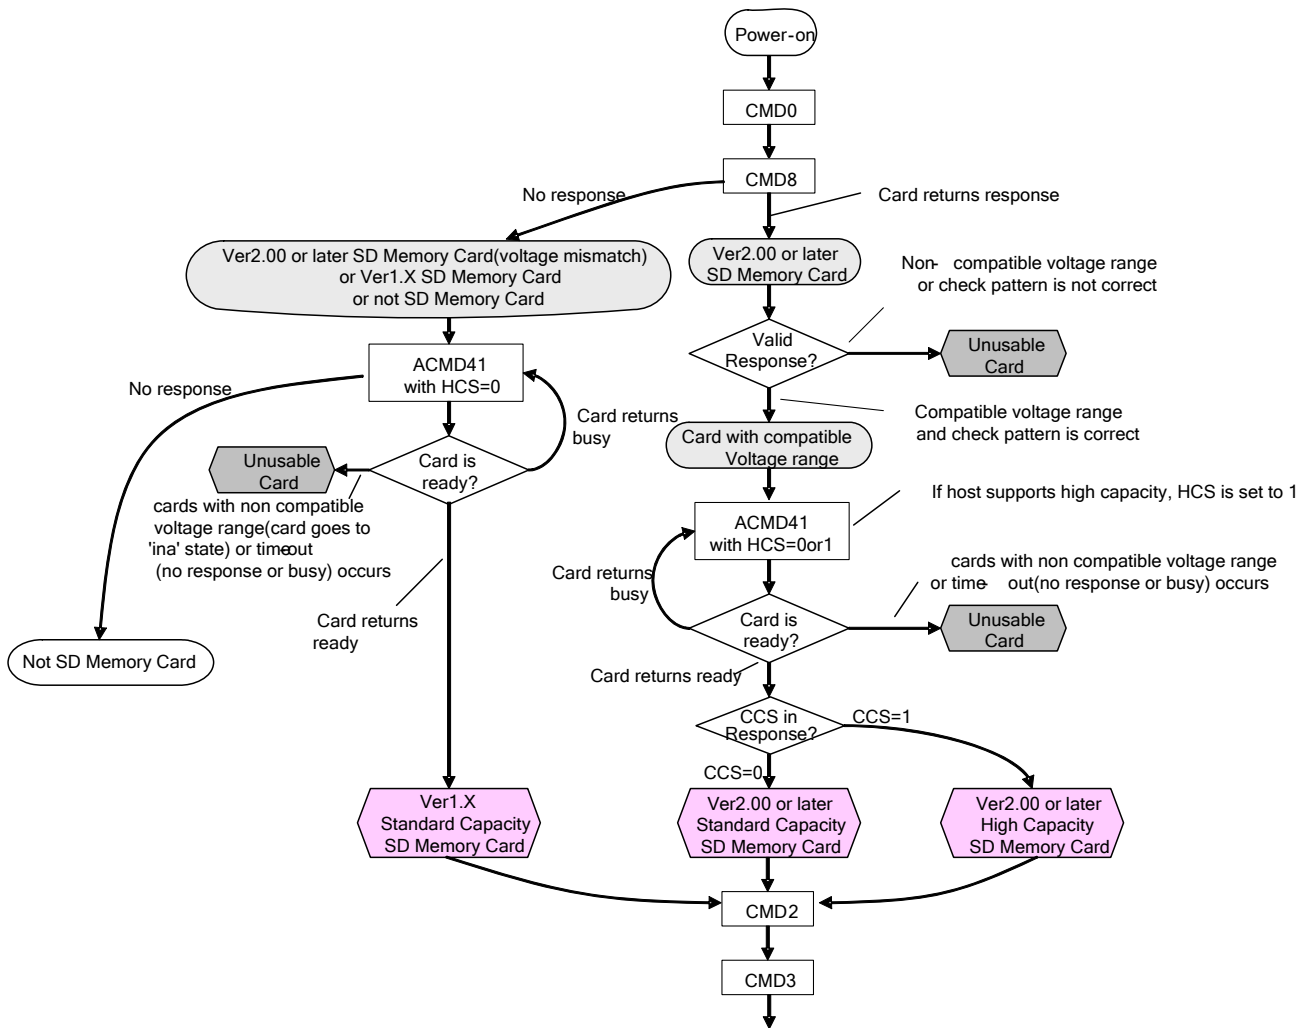 Power-on
CMD0
CMD8
No response
Card returns response
Ver2.00 or later SD Memory Card(voltage mismatch)
or Ver1.X SD Memory Card
or not SD Memory Card
Ver2.00 or later
SD Memory Card
Non- compatible voltage range
or check pattern is not correct
Valid
Response?
Unusable
Card
ACMD41
with HCS=0
No response
Card returns
busy
Compatible voltage range
and check pattern is correct
Card with compatible
Voltage range
Unusable
Card
Card is
ready?
cards with non compatible
voltage range(card goes to
'ina' state) or time-out
(no response or busy) occurs
If host supports high capacity, HCS is set to 1
ACMD41
with HCS=0or1
Card returns
busy
cards with non compatible voltage range
or time- out(no response or busy) occurs
Card returns
ready
Card is
ready?
Unusable
Card
Not SD Memory Card
Card returns ready
CCS in
Response?
CCS=1
CCS=0
Ver1.X
Standard Capacity
SD Memory Card
Ver2.00 or later
Standard Capacity
SD Memory Card
Ver2.00 or later
High Capacity
SD Memory Card
CMD2
CMD3